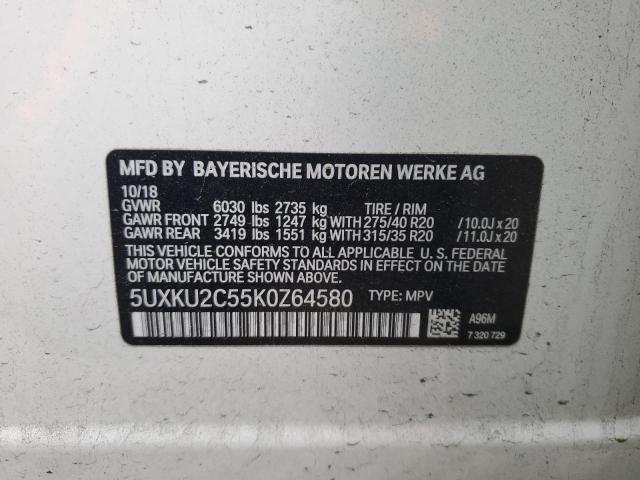 MFD BY BAYERISCHE MOTOREN WERKE AG
10/18
GVWR 6030 lbs 2735 kg TIRE / RIM
GAWR FRONT 2749 lbs 1247 kg WITH 275/40 R20 / 10.0J x 20
GAWR REAR 3419 lbs 1551 kg WITH 315/35 R20 / 11.0J x 20
THIS VEHICLE CONFORMS TO ALL APPLICABLE U. S. FEDERAL
MOTOR VEHICLE SAFETY STANDARDS IN EFFECT ON THE DATE
OF MANUFACTURE SHOWN ABOVE.
5UXKU2C55K0Z64580 TYPE: MPV
A96M
7 320 729